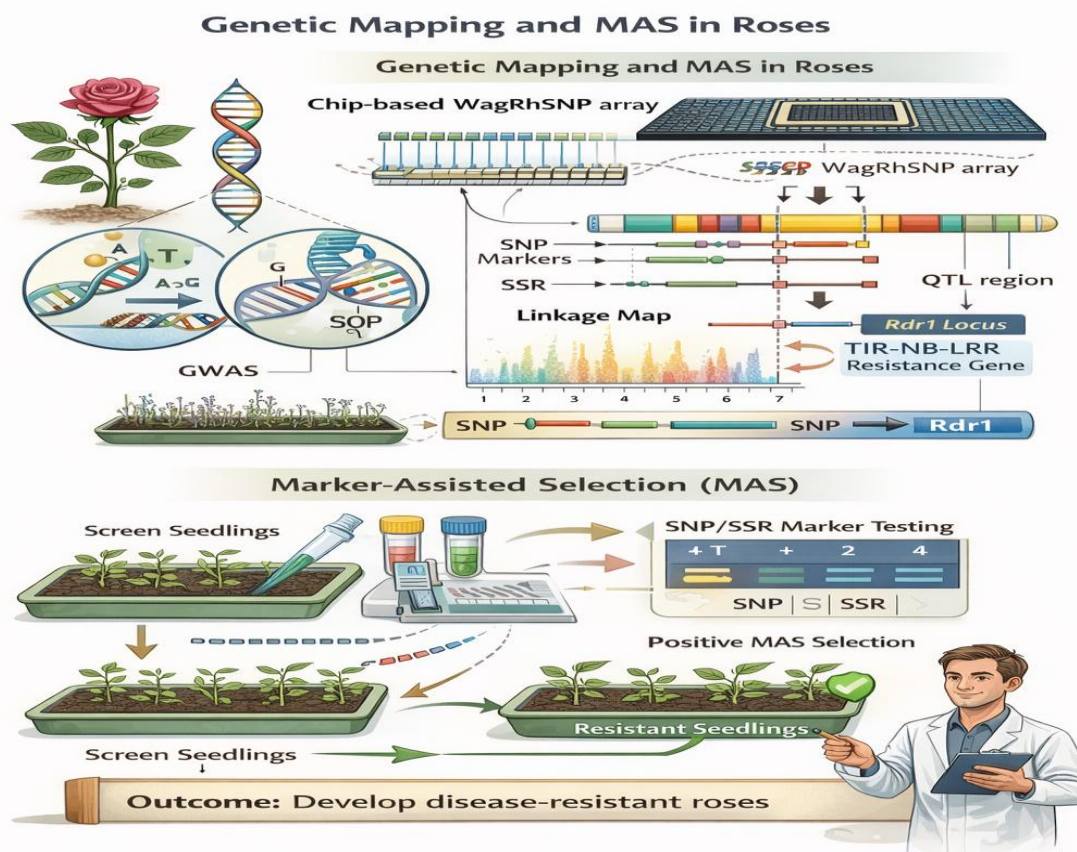 Genetic Mapping and MAS in Roses
Genetic Mapping and MAS in Roses
Chip-based WagRhSNP array
WagRhSNP array
SNP
Markers
SSR
QTL region
A
T
G
SOP
Linkage Map
Rdr1 Locus
TIR-NB-LRR
Resistance Gene
GWAS
1 2 3 4 5 6 7
SNP SNP Rdr1
Marker-Assisted Selection (MAS)
Screen Seedlings
SNP/SSR Marker Testing
+T + 2 4
SNP | S | SSR
Positive MAS Selection
Resistant Seedlings
Screen Seedlings
Outcome: Develop disease-resistant roses